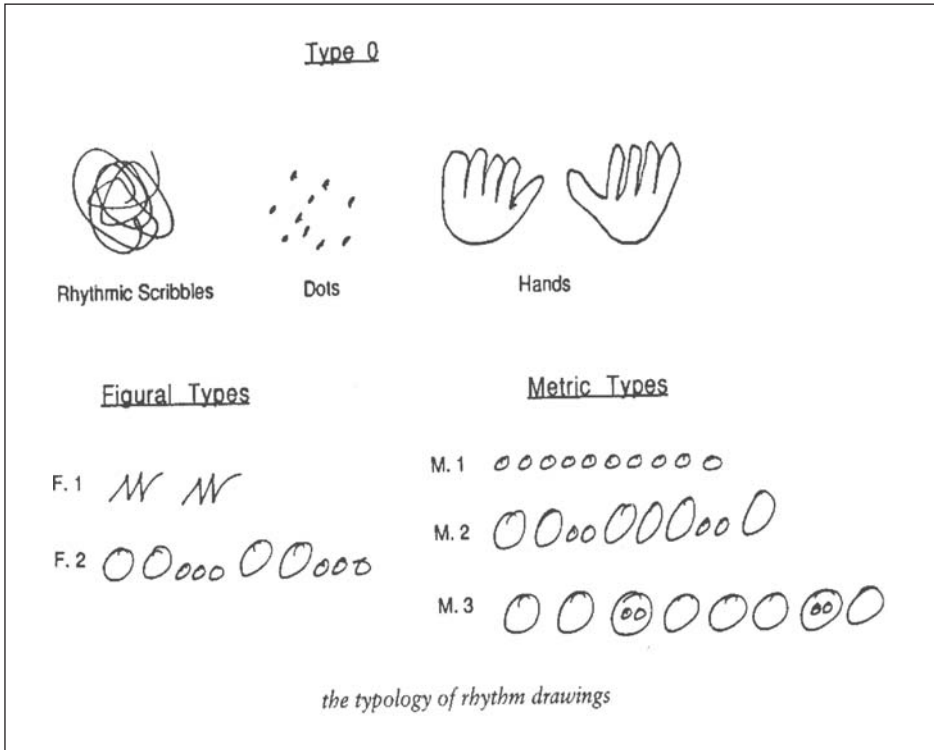 Type 0
Rhythmic Scribbles
Dots
Hands
Figural Types
F. 1
F. 2
Metric Types
M. 1
M. 2
M. 3
the typology of rhythm drawings